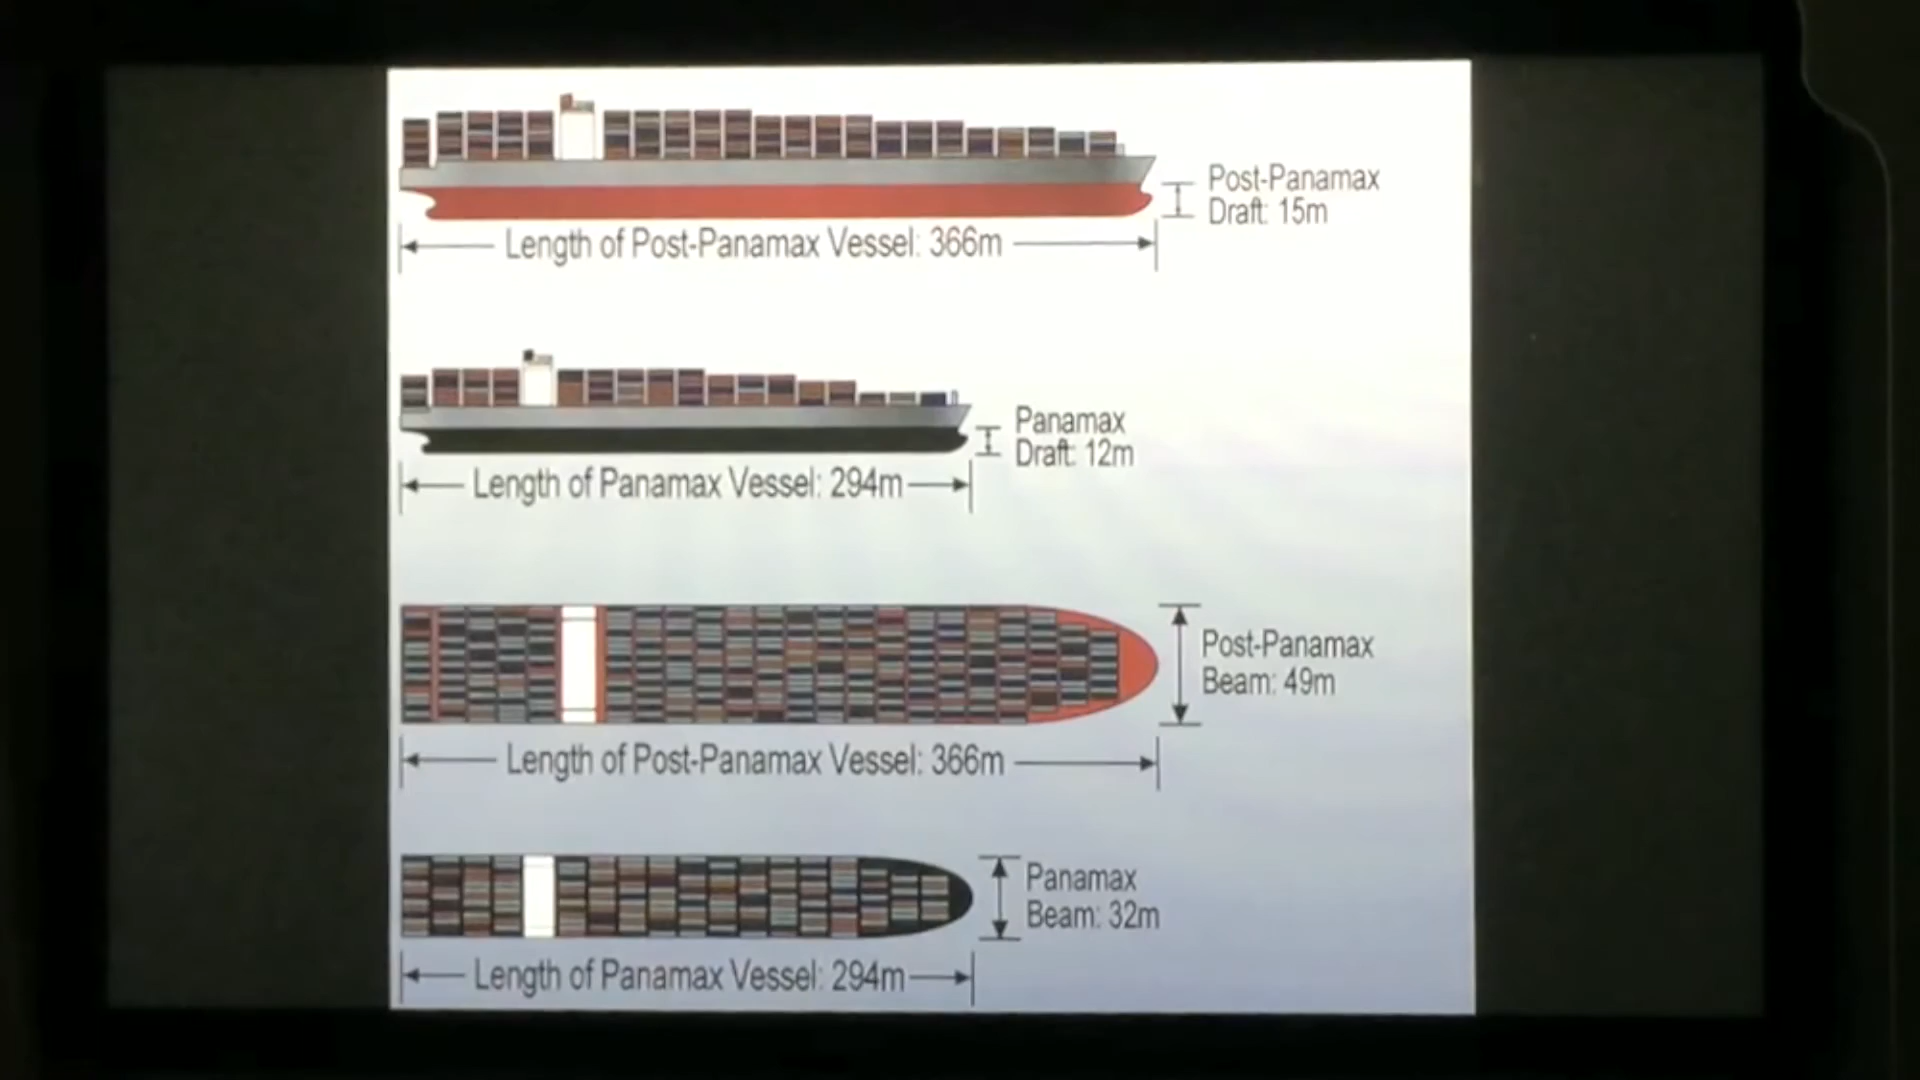 Post-Panamax
Draft: 15m
Length of Post-Panamax Vessel: 366m
Panamax
Draft: 12m
Length of Panamax Vessel: 294m
Post-Panamax
Beam: 49m
Length of Post-Panamax Vessel: 366m
Panamax
Beam: 32m
Length of Panamax Vessel: 294m